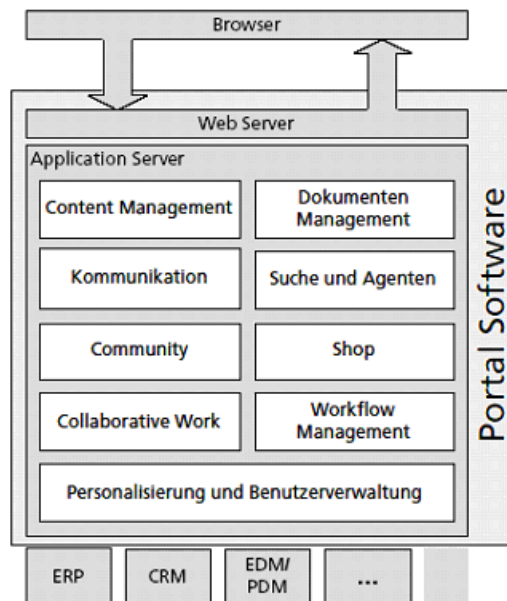 Browser
Web Server
Application Server
Content Management
Dokumenten
Management
Kommunikation
Suche und Agenten
Community
Shop
Collaborative Work
Workflow
Management
Personalisierung und Benutzerverwaltung
Portal Software
ERP
CRM
EDM/
PDM
...